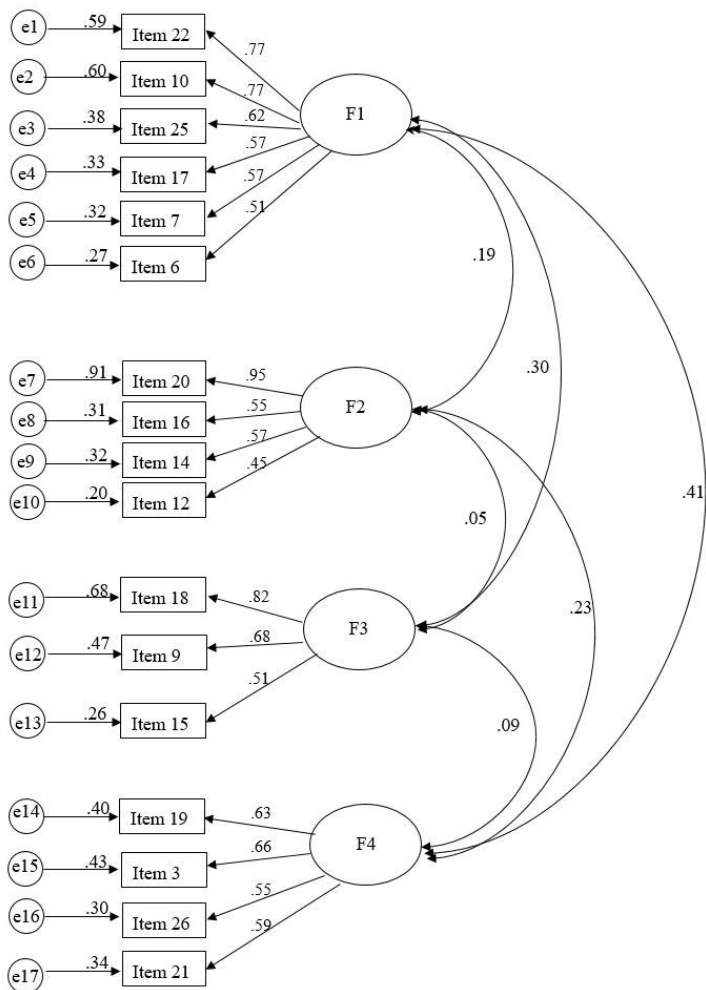 e1 .59 Item 22 .77
e2 .60 Item 10 .77 F1
e3 .38 Item 25 .62
e4 .33 Item 17 .57
e5 .32 Item 7 .57
e6 .27 Item 6 .51
.19
.30
e7 .91 Item 20 .95
e8 .31 Item 16 .55 F2
e9 .32 Item 14 .57
e10 .20 Item 12 .45
.41
.05
e11 .68 Item 18 .82
.23
e12 .47 Item 9 .68 F3
e13 .26 Item 15 .51
.09
e14 .40 Item 19 .63
e15 .43 Item 3 .66 F4
e16 .30 Item 26 .55
e17 .34 Item 21 .59